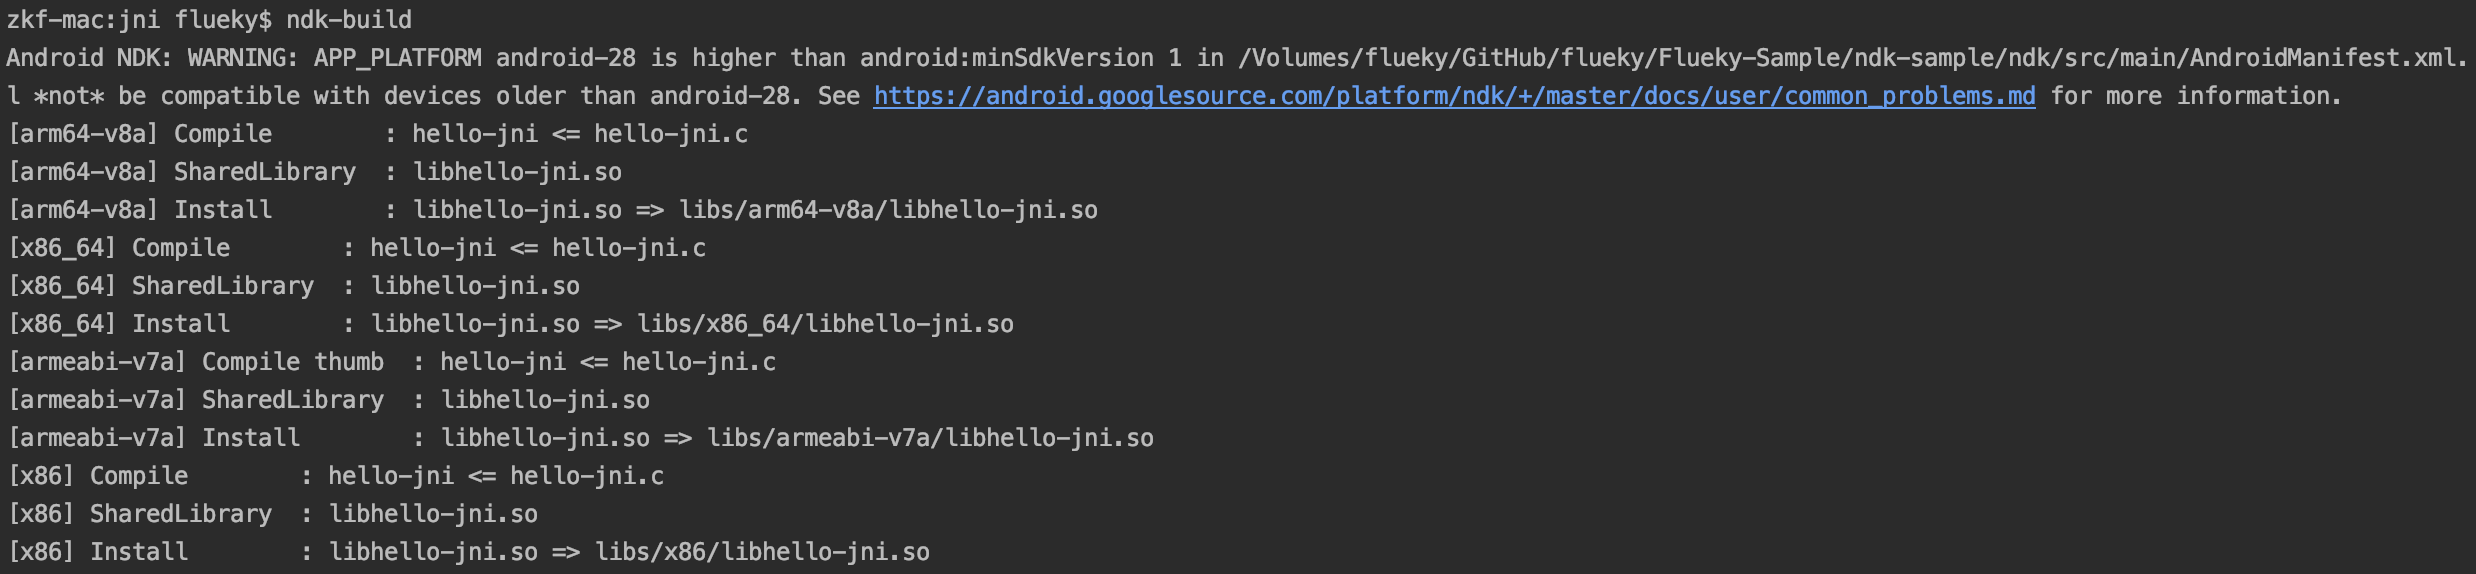 zkf-mac:jni flueky$ ndk-build
Android NDK: WARNING: APP_PLATFORM android-28 is higher than android:minSdkVersion 1 in /Volumes/flueky/GitHub/flueky/Flueky-Sample/ndk-sample/ndk/src/main/AndroidManifest.xml.
l *not* be compatible with devices older than android-28. See https://android.googlesource.com/platform/ndk/+/master/docs/user/common_problems.md for more information.
[arm64-v8a] Compile        : hello-jni <= hello-jni.c
[arm64-v8a] SharedLibrary  : libhello-jni.so
[arm64-v8a] Install        : libhello-jni.so => libs/arm64-v8a/libhello-jni.so
[x86_64] Compile        : hello-jni <= hello-jni.c
[x86_64] SharedLibrary  : libhello-jni.so
[x86_64] Install        : libhello-jni.so => libs/x86_64/libhello-jni.so
[armeabi-v7a] Compile thumb  : hello-jni <= hello-jni.c
[armeabi-v7a] SharedLibrary  : libhello-jni.so
[armeabi-v7a] Install        : libhello-jni.so => libs/armeabi-v7a/libhello-jni.so
[x86] Compile        : hello-jni <= hello-jni.c
[x86] SharedLibrary  : libhello-jni.so
[x86] Install        : libhello-jni.so => libs/x86/libhello-jni.so